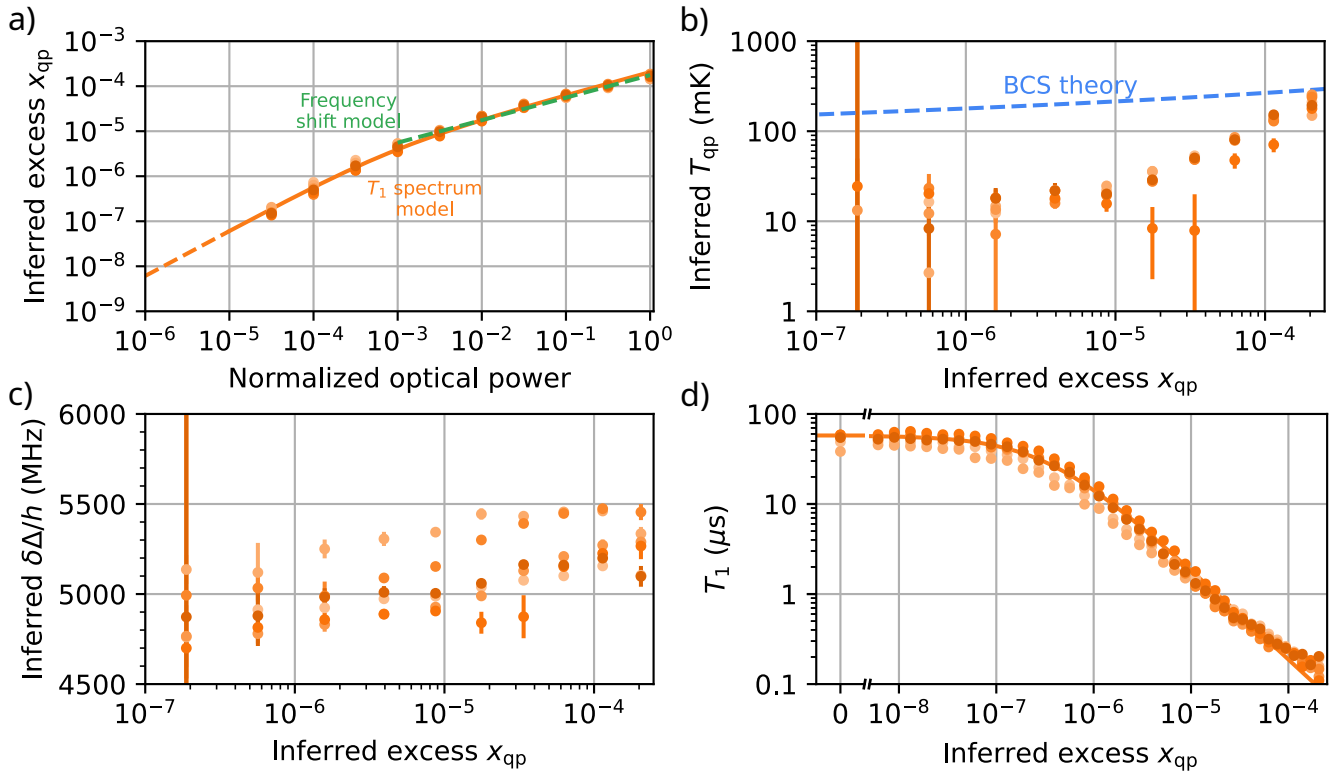 a)
Inferred excess x_qp
10⁻³
10⁻⁴
10⁻⁵
10⁻⁶
10⁻⁷
10⁻⁸
10⁻⁹
Frequency
shift model
T₁ spectrum
model
10⁻⁶ 10⁻⁵ 10⁻⁴ 10⁻³ 10⁻² 10⁻¹ 10⁰
Normalized optical power
b)
Inferred T_qp (mK)
1000
100
10
1
BCS theory
10⁻⁷ 10⁻⁶ 10⁻⁵ 10⁻⁴
Inferred excess x_qp
c)
Inferred δΔ/h (MHz)
6000
5500
5000
4500
10⁻⁷ 10⁻⁶ 10⁻⁵ 10⁻⁴
Inferred excess x_qp
d)
T₁ (μs)
100
10
1
0.1
0 10⁻⁸ 10⁻⁷ 10⁻⁶ 10⁻⁵ 10⁻⁴
Inferred excess x_qp